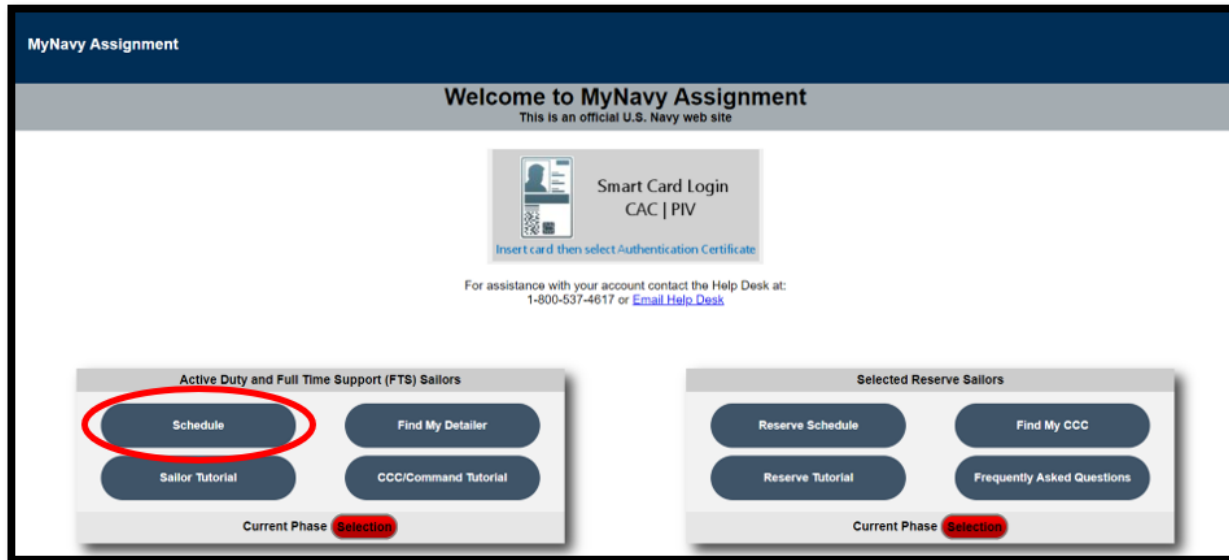 MyNavy Assignment
Welcome to MyNavy Assignment
This is an official U.S. Navy web site
Smart Card Login
CAC | PIV
Insert card then select Authentication Certificate
For assistance with your account contact the Help Desk at:
1-800-537-4617 or Email Help Desk
Active Duty and Full Time Support (FTS) Sailors
Schedule
Find My Detailer
Sailor Tutorial
CCC/Command Tutorial
Current Phase Selection
Selected Reserve Sailors
Reserve Schedule
Find My CCC
Reserve Tutorial
Frequently Asked Questions
Current Phase Selection